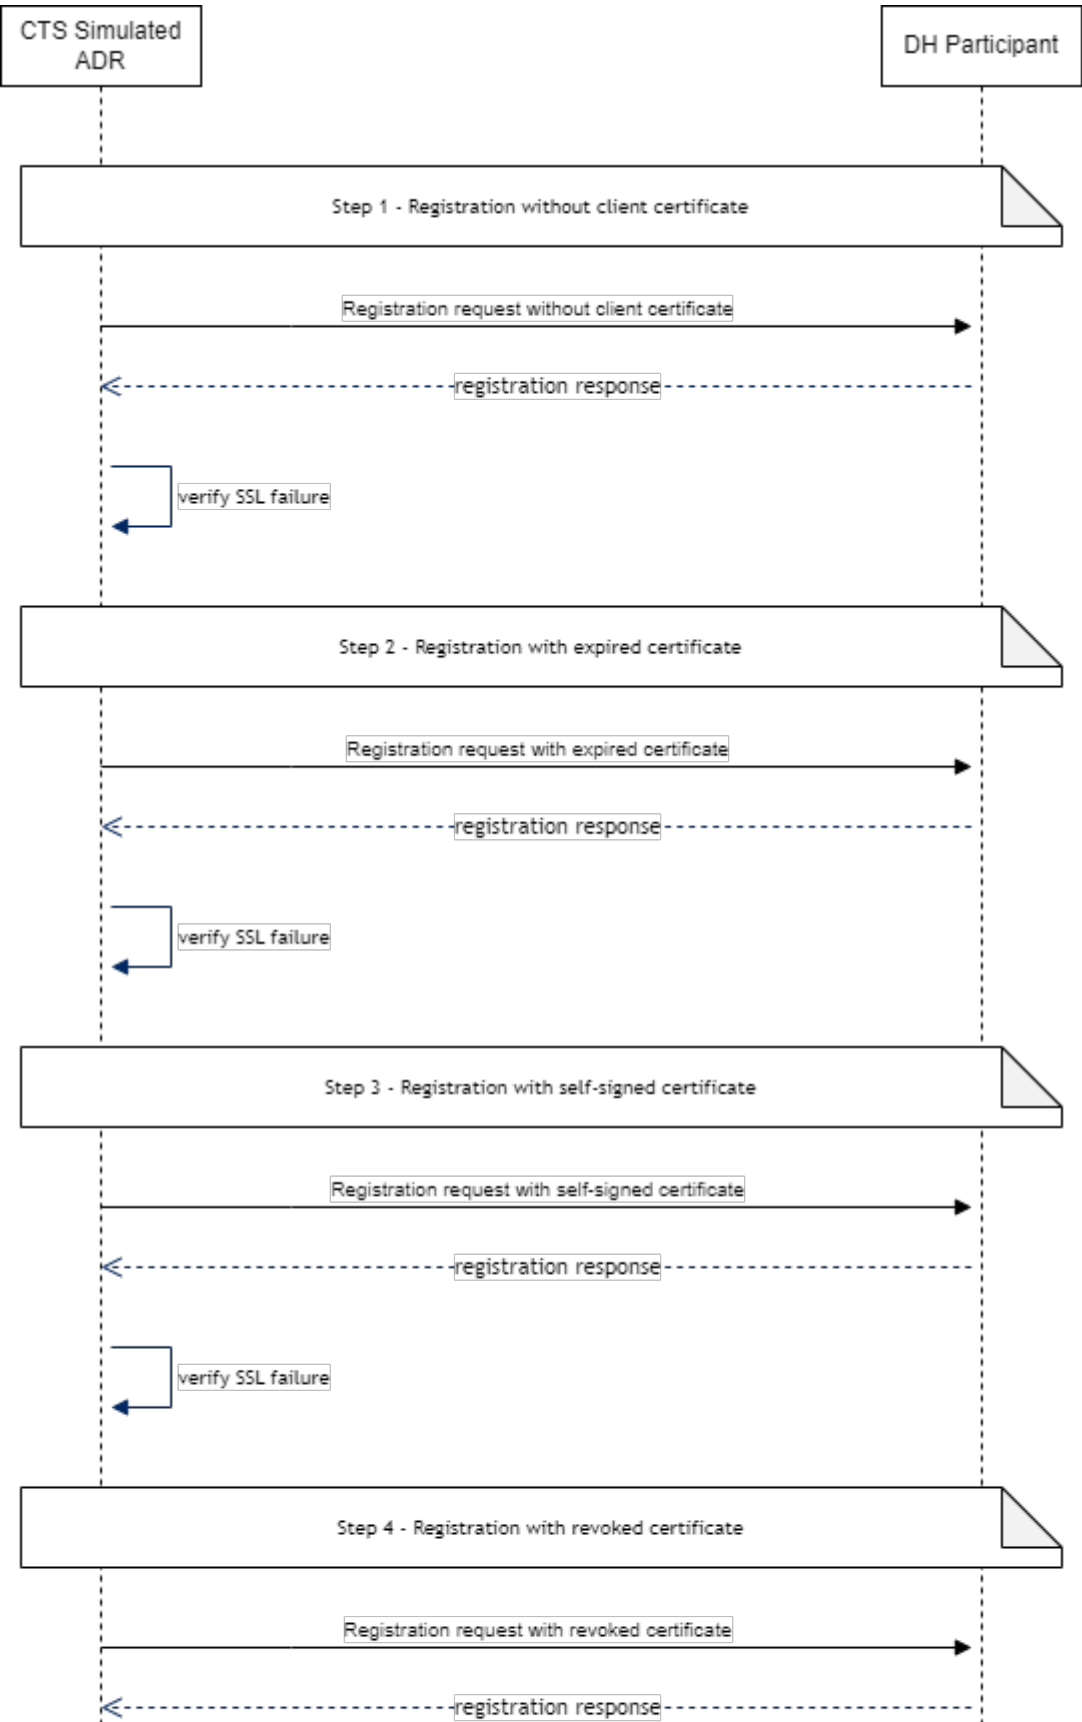 CTS Simulated
ADR
DH Participant
Step 1 - Registration without client certificate
Registration request without client certificate
registration response
verify SSL failure
Step 2 - Registration with expired certificate
Registration request with expired certificate
registration response
verify SSL failure
Step 3 - Registration with self-signed certificate
Registration request with self-signed certificate
registration response
verify SSL failure
Step 4 - Registration with revoked certificate
Registration request with revoked certificate
registration response